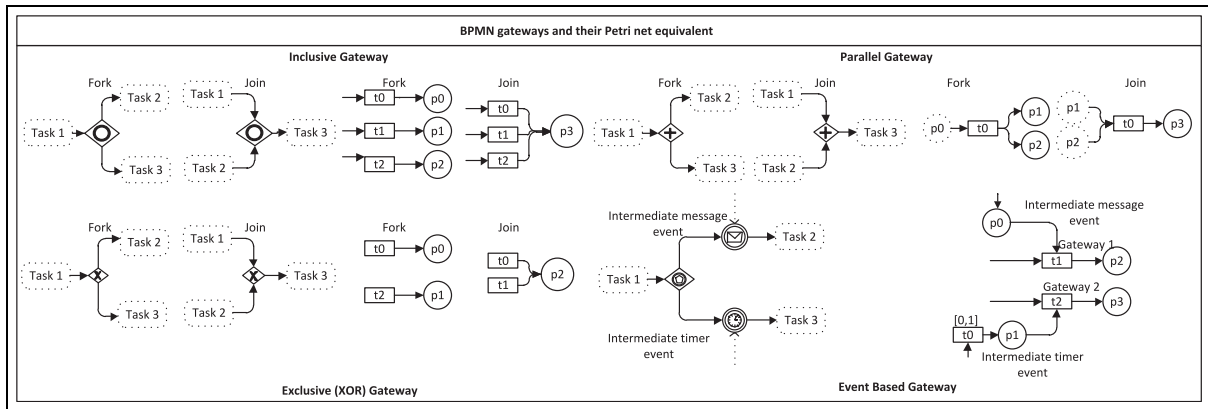 BPMN gateways and their Petri net equivalent
Inclusive Gateway
Fork
Join
Fork
Join
Task 1
Task 2
Task 3
Task 1
Task 2
Task 3
t0
p0
t1
p1
t2
p2
t0
t1
t2
p3
Parallel Gateway
Fork
Join
Fork
Join
Task 1
Task 2
Task 3
Task 1
Task 2
Task 3
p0
t0
p1
p2
p1
p2
t0
p3
Fork
Join
Fork
Join
Task 1
Task 2
Task 3
Task 1
Task 2
Task 3
X
X
t0
p0
t2
p1
t0
t1
p2
Exclusive (XOR) Gateway
Intermediate message
event
Task 1
Task 2
Task 3
Intermediate timer
event
p0
Intermediate message
event
Gateway 1
t1
p2
Gateway 2
t2
p3
[0,1]
t0
p1
Intermediate timer
event
Event Based Gateway